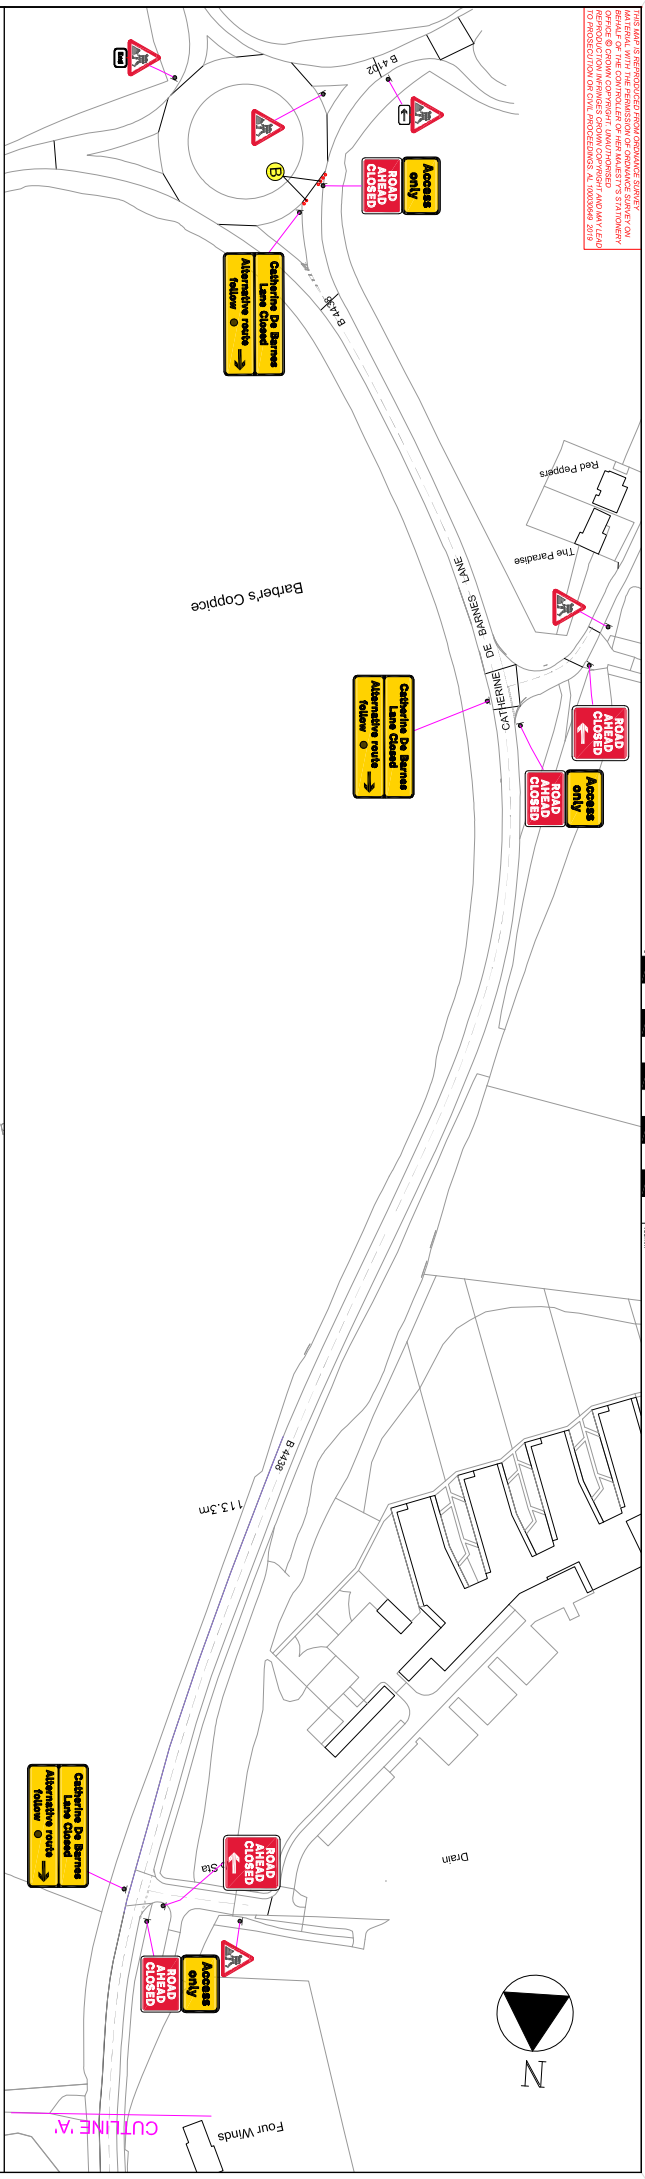 THIS MAP IS REPRODUCED FROM ORDNANCE SURVEY
MATERIAL WITH THE PERMISSION OF ORDNANCE SURVEY ON
BEHALF OF THE CONTROLLER OF HER MAJESTY'S STATIONERY
OFFICE © CROWN COPYRIGHT. UNAUTHORISED
REPRODUCTION INFRINGES CROWN COPYRIGHT AND MAY LEAD
TO PROSECUTION OR CIVIL PROCEEDINGS. AL 100030649 2019
B 4102
End
Access
only
ROAD
AHEAD
CLOSED
B
Catherine De Barnes
Lane Closed
Alternative route
follow
B 4438
Red Peppers
The Paradise
Barber's Coppice
CATHERINE DE BARNES LANE
ROAD
AHEAD
CLOSED
Access
only
ROAD
AHEAD
CLOSED
Catherine De Barnes
Lane Closed
Alternative route
follow
B 4438
113.3m
Drain
Sta
ROAD
AHEAD
CLOSED
Catherine De Barnes
Lane Closed
Alternative route
follow
Access
only
ROAD
AHEAD
CLOSED
N
CUTLINE 'A'
Four Winds